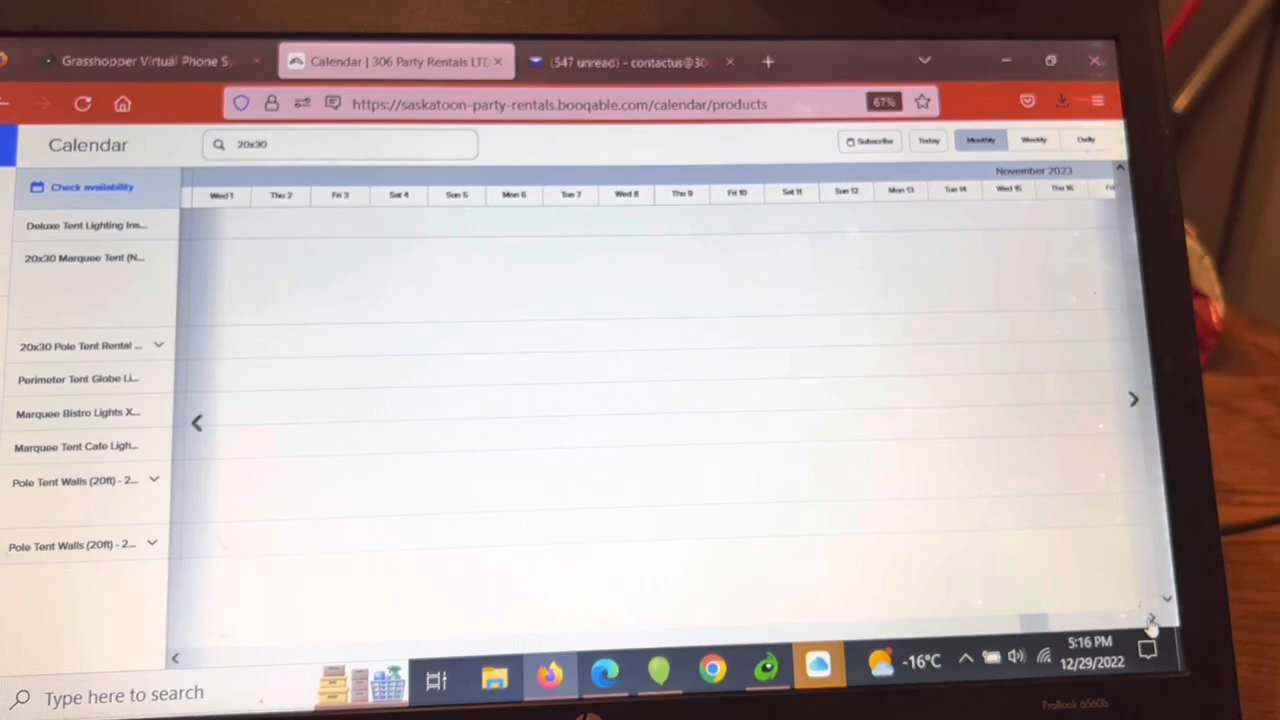 Grasshopper Virtual Phone Sy
Calendar | 306 Party Rentals LTD
(547 unread) - contactus@30
https://saskatoon-party-rentals.booqable.com/calendar/products
67%
Calendar
20x30
Subscribe
Today
Monthly
Weekly
Daily
Check availability
November 2023
Wed 1 Thu 2 Fri 3 Sat 4 Sun 5 Mon 6 Tue 7 Wed 8 Thu 9 Fri 10 Sat 11 Sun 12 Mon 13 Tue 14 Wed 15 Thu 16 Fri
Deluxe Tent Lighting Ins...
20x30 Marquee Tent (N...
20x30 Pole Tent Rental ...
Perimeter Tent Globe Li...
Marquee Bistro Lights X...
Marquee Tent Cafe Ligh...
Pole Tent Walls (20ft) - 2...
Pole Tent Walls (20ft) - 2...
Type here to search
-16°C
5:16 PM
12/29/2022
ProBook 6560b